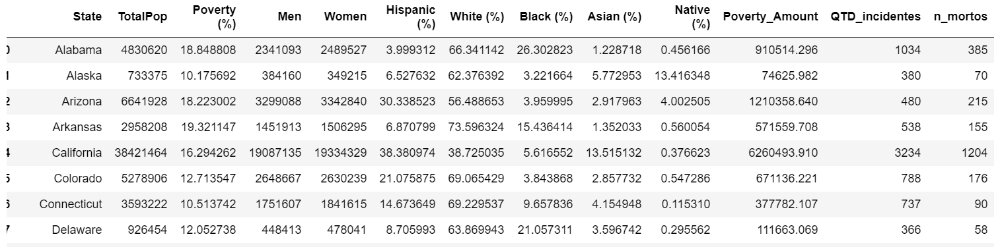 State TotalPop Poverty (%) Men Women Hispanic (%) White (%) Black (%) Asian (%) Native (%) Poverty_Amount QTD_incidentes n_mortos
0 Alabama 4830620 18.848808 2341093 2489527 3.999312 66.341142 26.302823 1.228718 0.456166 910514.296 1034 385
1 Alaska 733375 10.175692 384160 349215 6.527632 62.376392 3.221664 5.772953 13.416348 74625.982 380 70
2 Arizona 6641928 18.223002 3299088 3342840 30.338523 56.488653 3.959995 2.917963 4.002505 1210358.640 480 215
3 Arkansas 2958208 19.321147 1451913 1506295 6.870799 73.596324 15.436414 1.352033 0.560054 571559.708 538 155
4 California 38421464 16.294262 19087135 19334329 38.380974 38.725035 5.616552 13.515132 0.376623 6260493.910 3234 1204
5 Colorado 5278906 12.713547 2648667 2630239 21.075875 69.065429 3.843868 2.857732 0.547286 671136.221 788 176
6 Connecticut 3593222 10.513742 1751607 1841615 14.673649 69.229537 9.657836 4.154948 0.115310 377782.107 737 90
7 Delaware 926454 12.052738 448413 478041 8.705993 63.869943 21.057311 3.596742 0.295562 111663.069 366 58